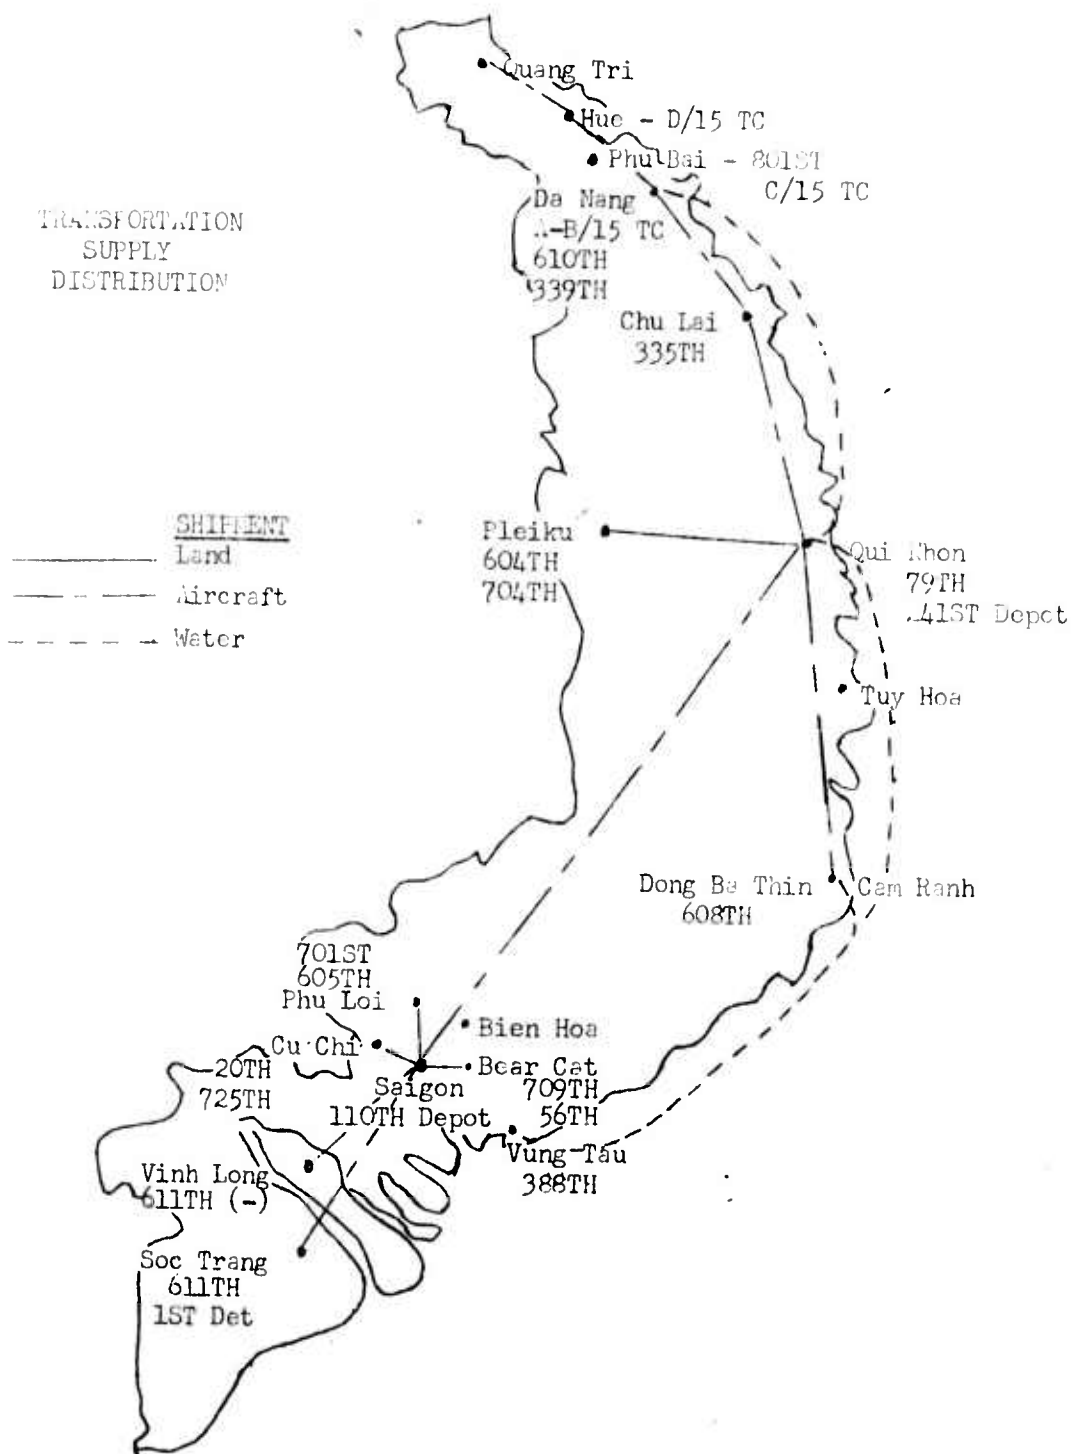 Quang Tri
Hue - D/15 TC
Phu Bai - 801ST
C/15 TC
TRANSPORTATION
SUPPLY
DISTRIBUTION
Da Nang
A-B/15 TC
610TH
339TH
Chu Lai
335TH
SHIPMENT
Land
Aircraft
Water
Pleiku
604TH
704TH
Qui Nhon
79TH
241ST Depot
Tuy Hoa
Dong Ba Thin
608TH
Cam Ranh
701ST
605TH
Phu Loi
Bien Hoa
Cu Chi
20TH
725TH
Bear Cat
709TH
56TH
Saigon
110TH Depot
Vung Tau
388TH
Vinh Long
611TH (-)
Soc Trang
611TH
1ST Det